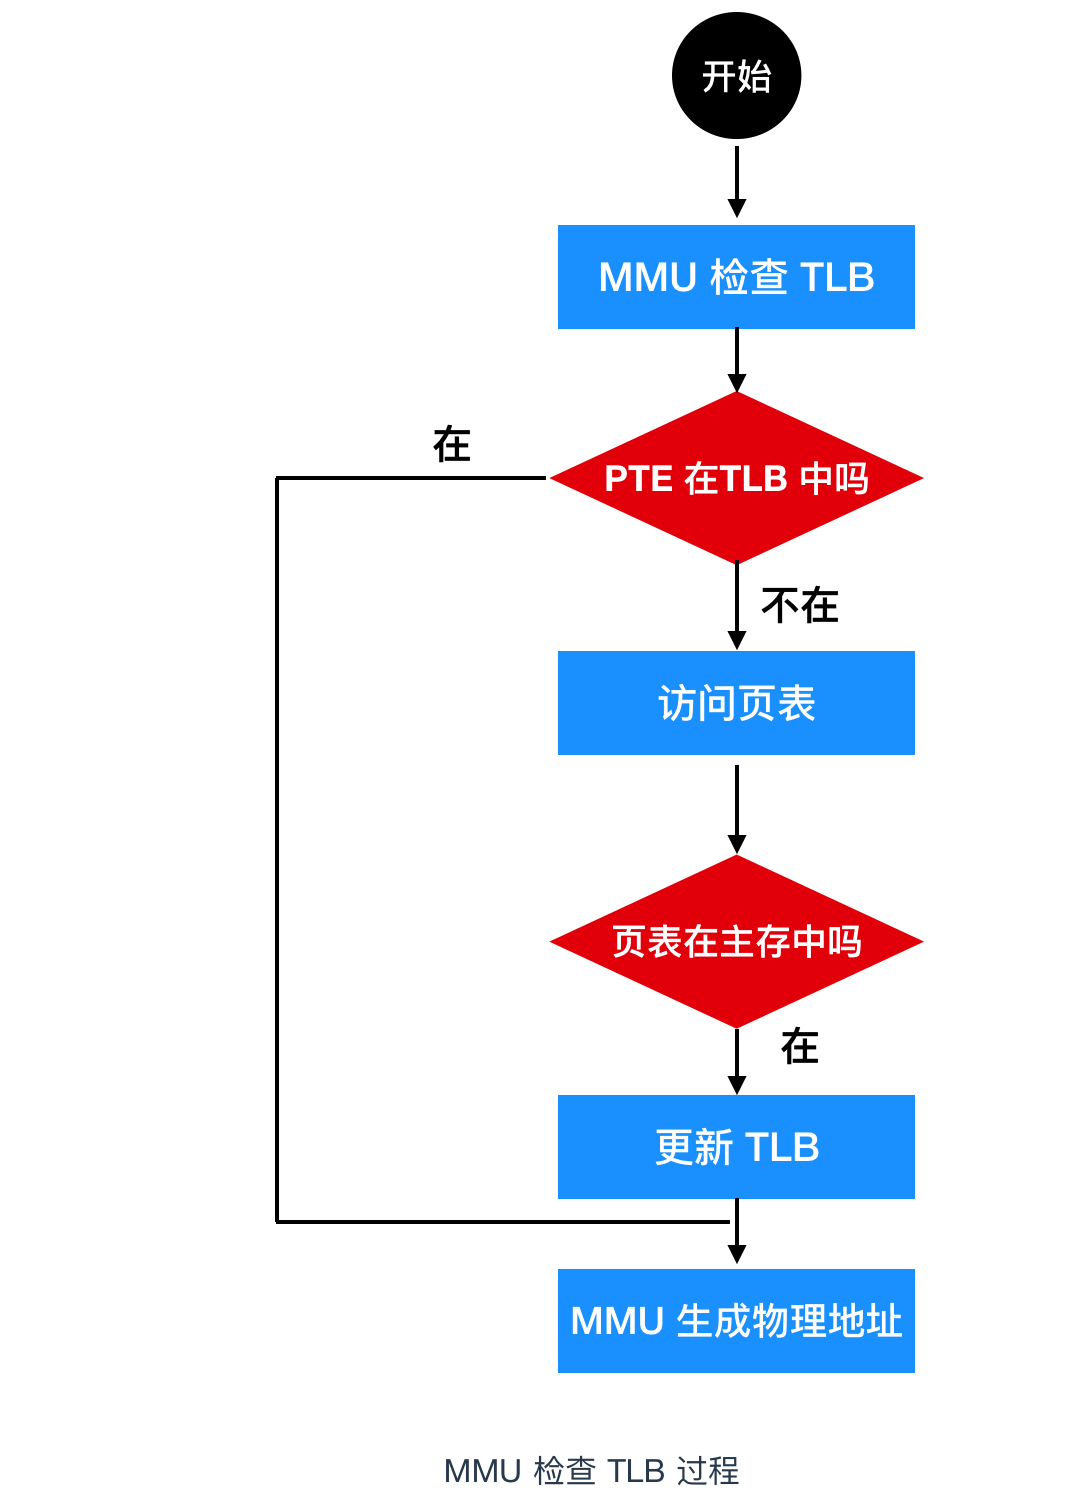 开始
MMU 检查 TLB
在
PTE 在TLB 中吗
不在
访问页表
页表在主存中吗
在
更新 TLB
MMU 生成物理地址
MMU 检查 TLB 过程